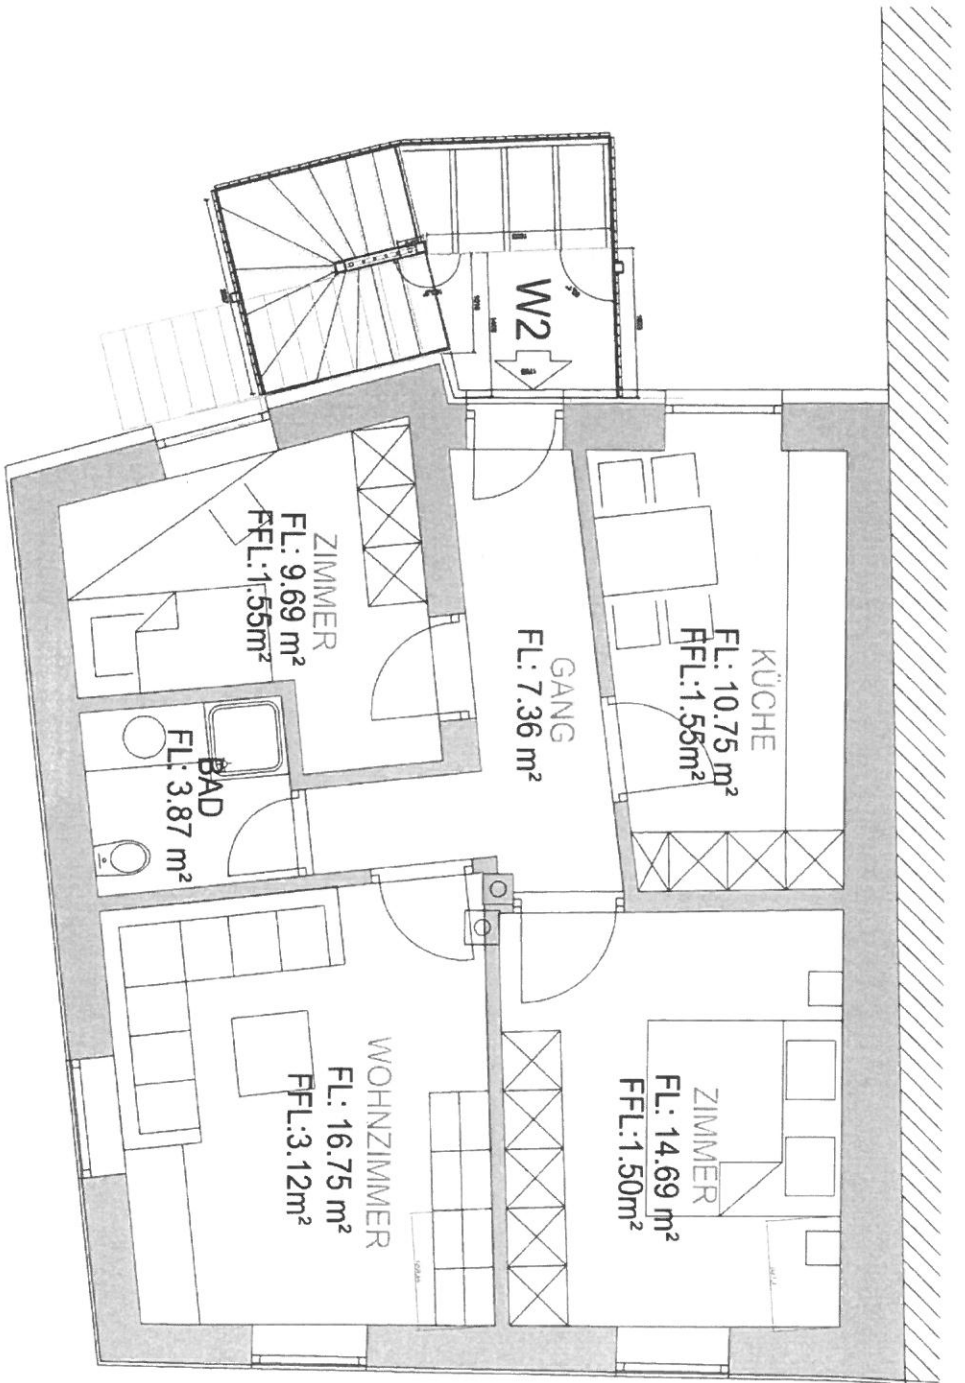 W2
ZIMMER
FL: 9.69 m²
FFL:1.55m²
GANG
FL: 7.36 m²
KÜCHE
FL: 10.75 m²
FFL:1.55m²
BAD
FL: 3.87 m²
WOHNZIMMER
FL: 16.75 m²
FFL:3.12m²
ZIMMER
FL: 14.69 m²
FFL:1.50m²